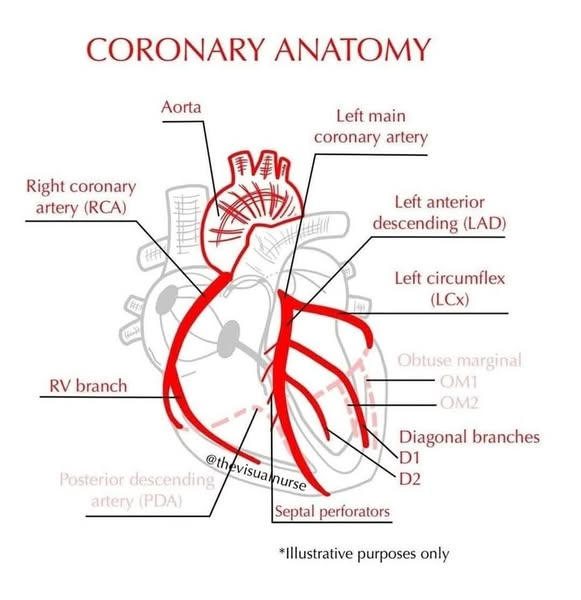 CORONARY ANATOMY
Aorta
Left main
coronary artery
Right coronary
artery (RCA)
Left anterior
descending (LAD)
Left circumflex
(LCx)
Obtuse marginal
OM1
OM2
RV branch
Diagonal branches
D1
D2
@thevisualnurse
Posterior descending
artery (PDA)
Septal perforators
*Illustrative purposes only